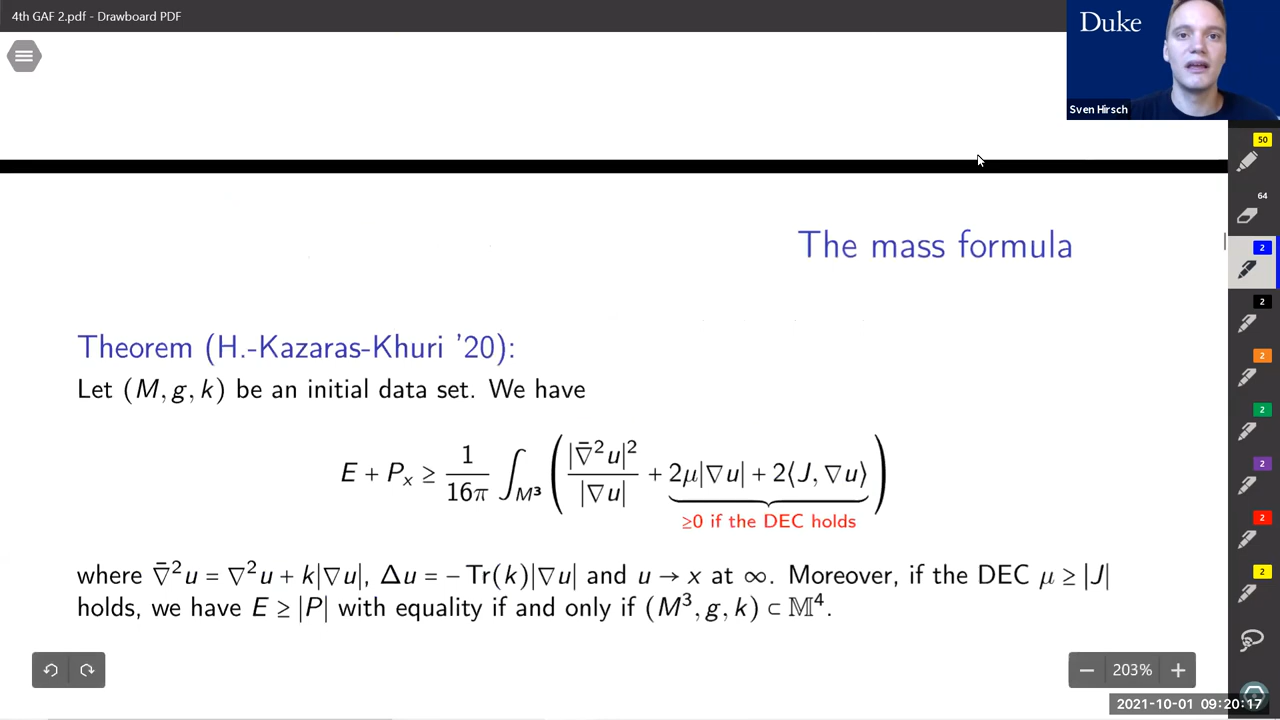 4th GAF 2.pdf - Drawboard PDF
Duke
Sven Hirsch
50
64
2
2
2
2
2
2
2
The mass formula
Theorem (H.-Kazaras-Khuri '20):
Let (M, g, k) be an initial data set. We have
E + Pₓ ≥ 1/16π ∫_M³ ( |∇̄²u|²/|∇u| + 2μ|∇u| + 2⟨J, ∇u⟩ )
≥0 if the DEC holds
where ∇̄²u = ∇²u + k|∇u|, Δu = − Tr(k)|∇u| and u → x at ∞. Moreover, if the DEC μ ≥ |J|
holds, we have E ≥ |P| with equality if and only if (M³, g, k) ⊂ 𝕄⁴.
203%
2021-10-01 09:20:17